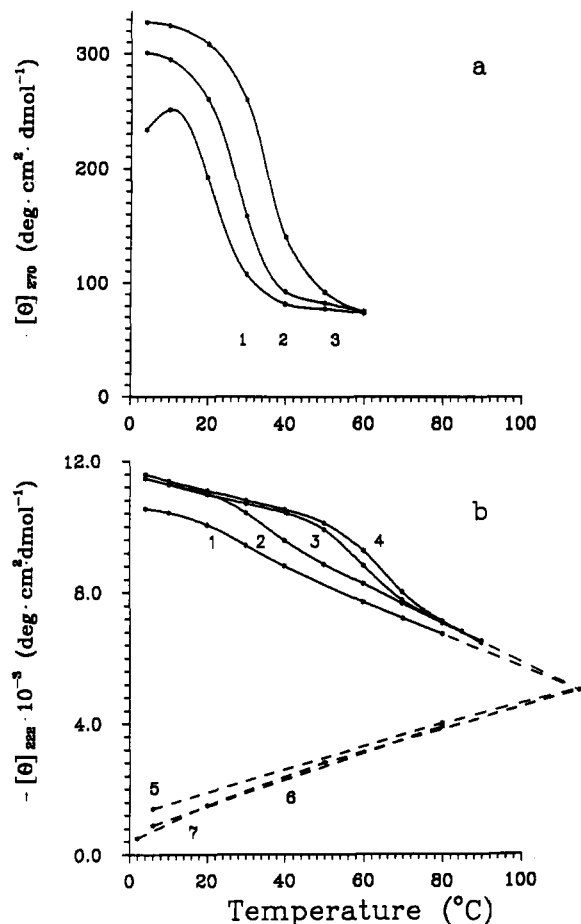 a
300
200
100
0
· [θ]₂₇₀ (deg·cm²·dmol⁻¹)
1 2 3
0 20 40 60 80 100
b
12.0
8.0
4.0
0.0
- [θ]₂₂₂ · 10⁻³ (deg·cm²·dmol⁻¹)
1 2 3 4
5
6
7
0 20 40 60 80 100
Temperature (°C)